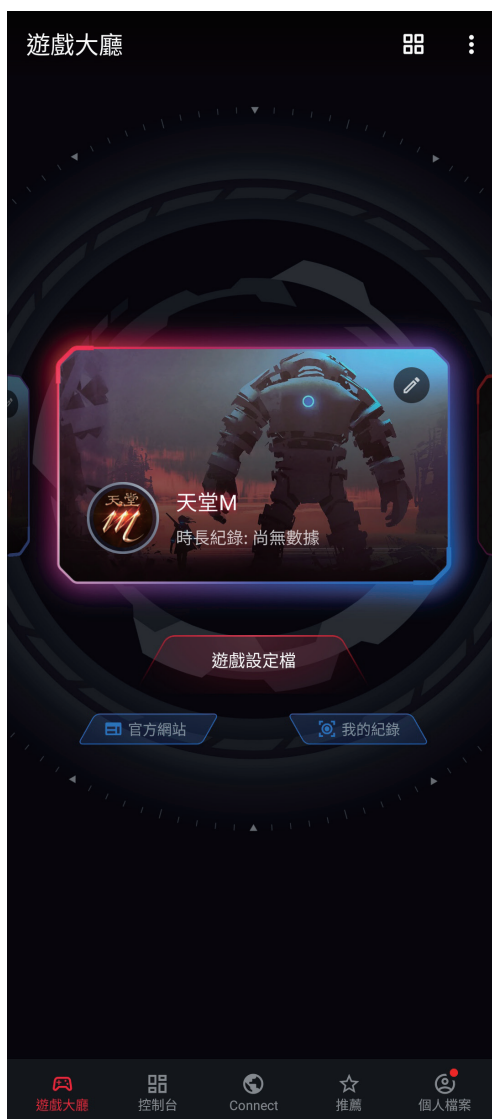 遊戲大廳
天堂
M
天堂M
時長紀錄: 尚無數據
遊戲設定檔
官方網站
我的紀錄
遊戲大廳
控制台
Connect
推薦
個人檔案